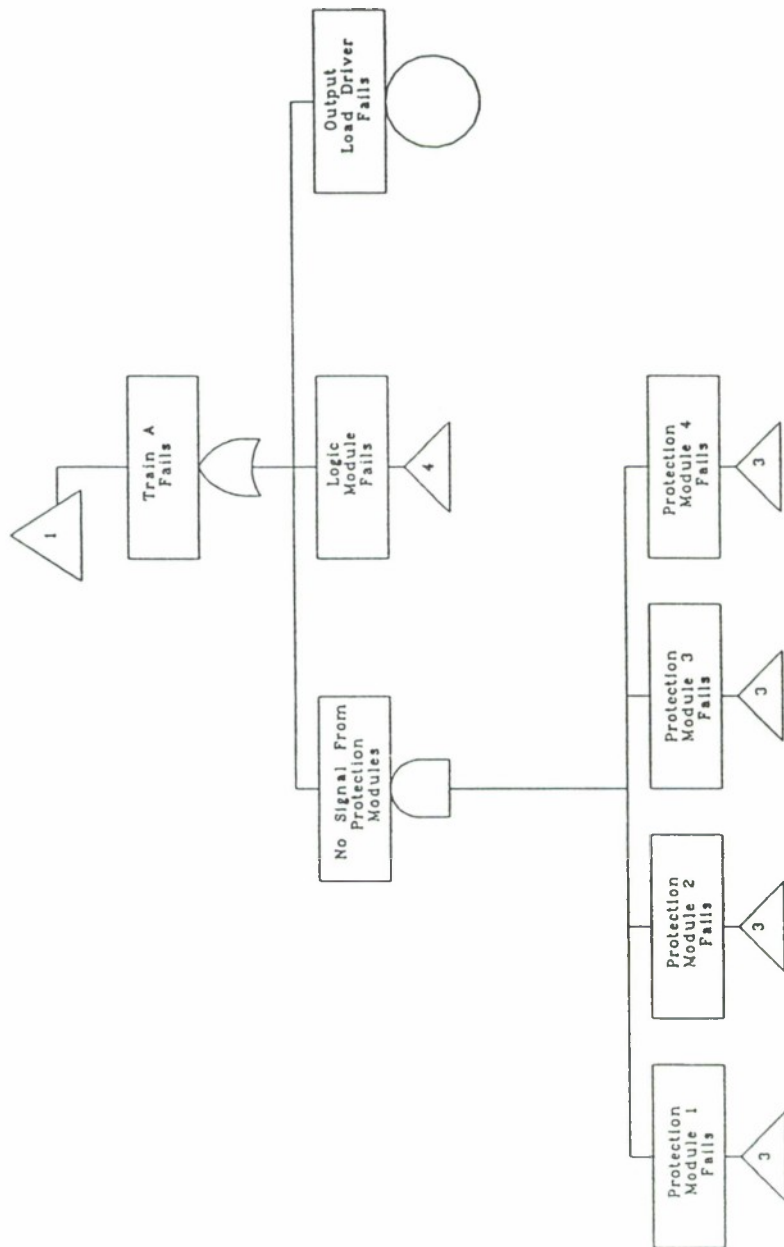 1
Train A
Fails
No Signal From
Protection
Modules
Logic
Module
Fails
4
Output
Load Driver
Fails
Protection
Module 1
Fails
3
Protection
Module 2
Fails
3
Protection
Module 3
Fails
3
Protection
Module 4
Fails
3